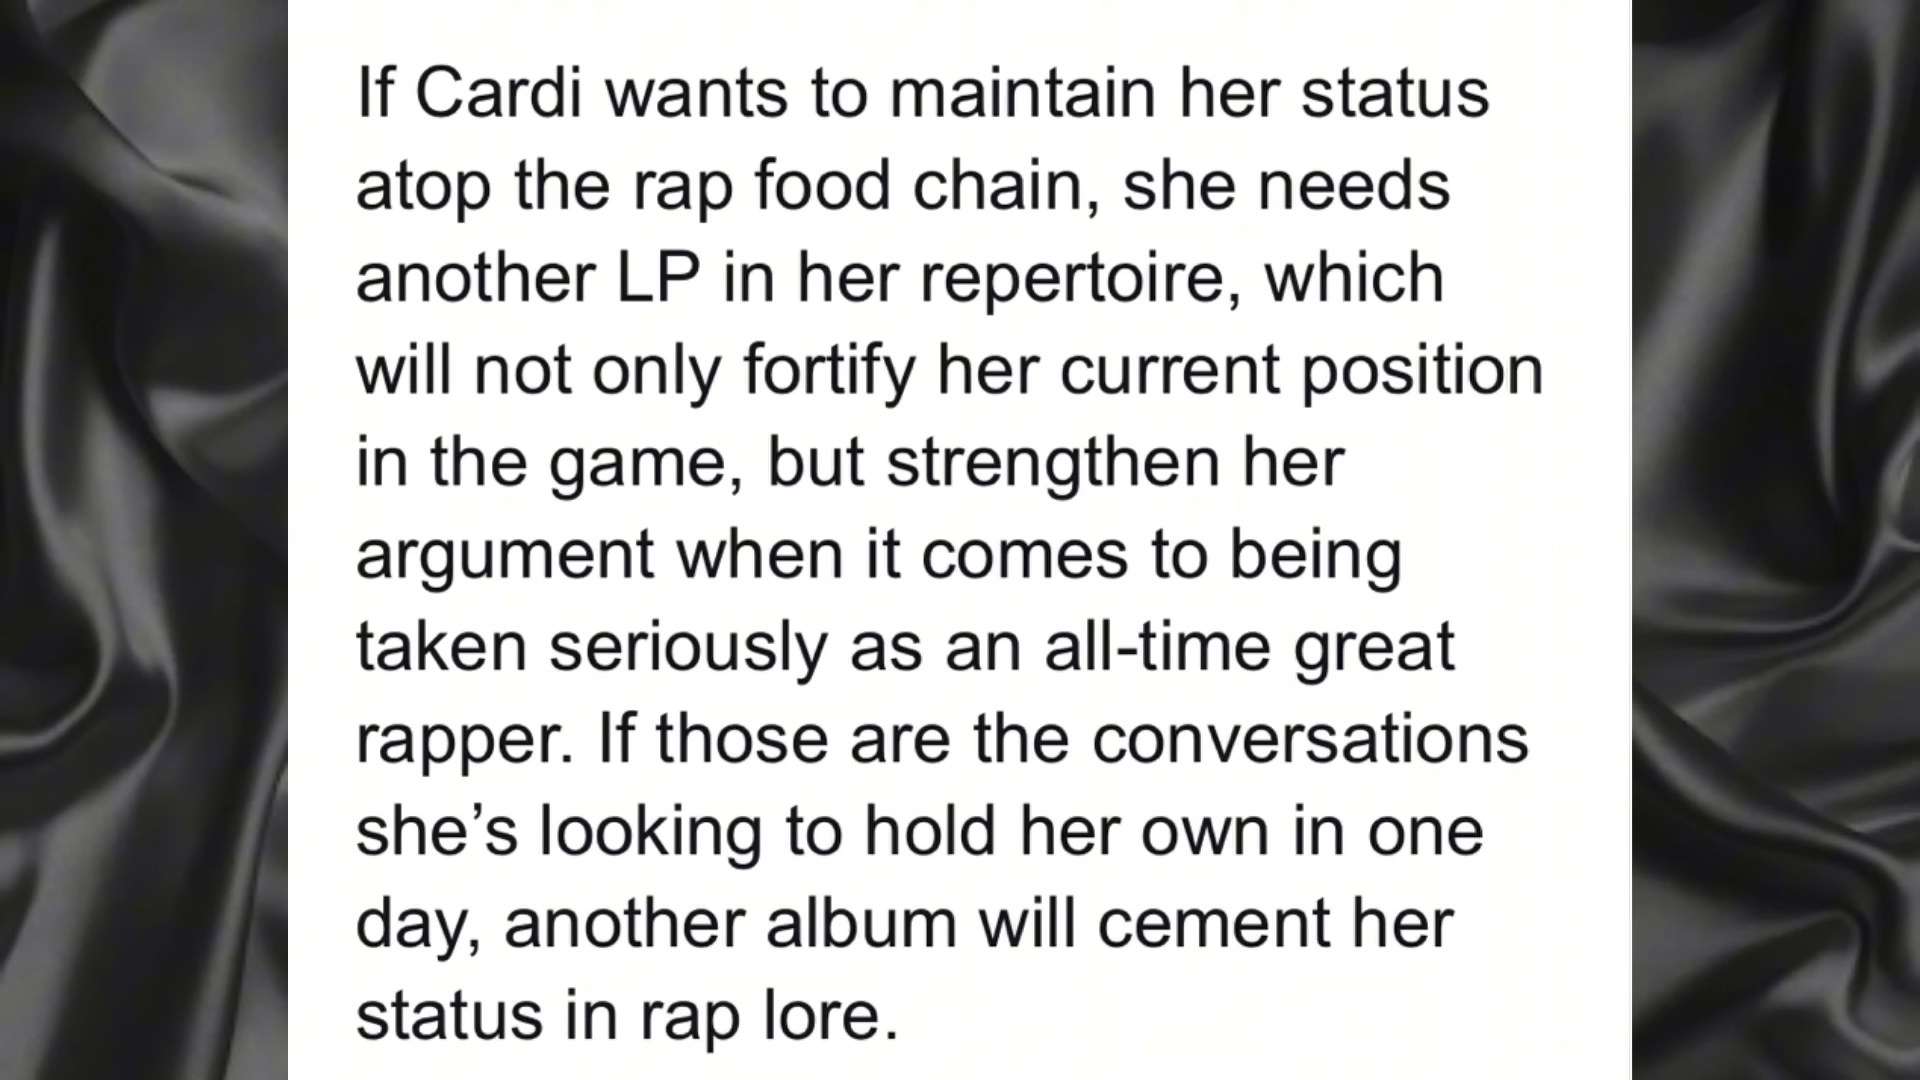 If Cardi wants to maintain her status
atop the rap food chain, she needs
another LP in her repertoire, which
will not only fortify her current position
in the game, but strengthen her
argument when it comes to being
taken seriously as an all-time great
rapper. If those are the conversations
she’s looking to hold her own in one
day, another album will cement her
status in rap lore.